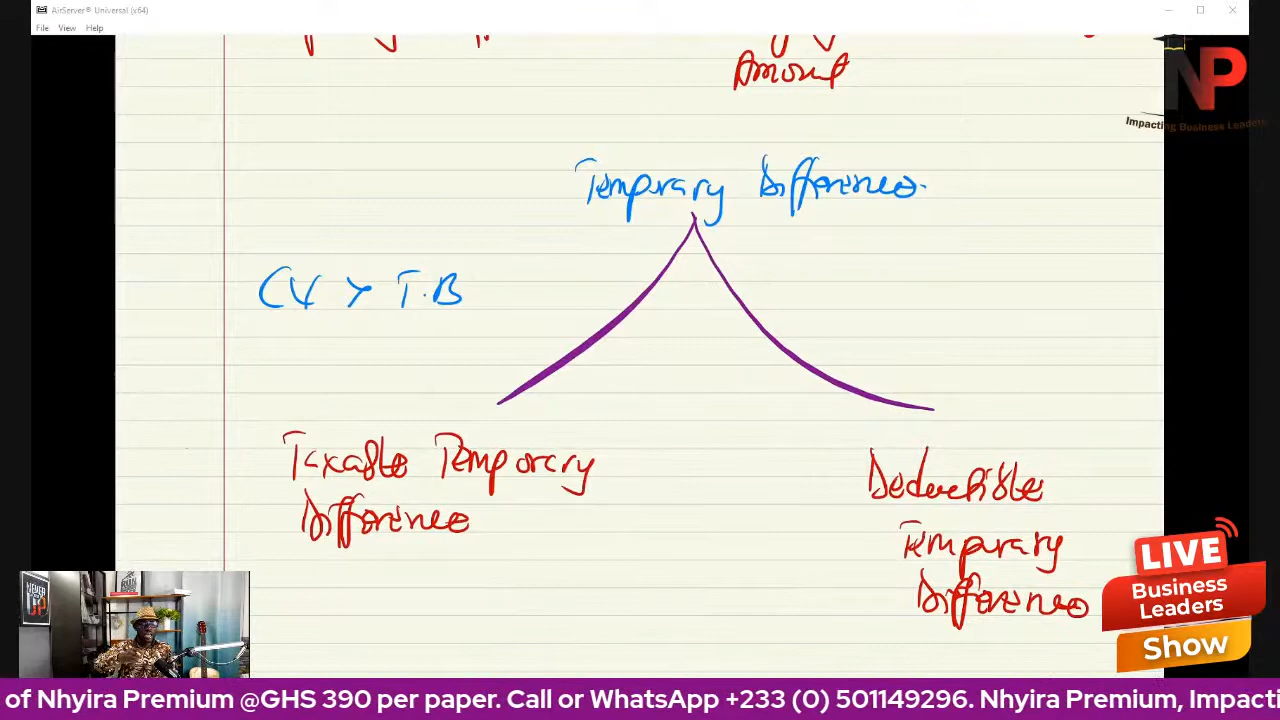 AirServer® Universal (x64)
File View Help
Amount
NP
Impacting Business Leaders
Temporary Difference.
CV > T.B
Taxable Temporary
Difference
Deductible
Temporary
Difference
LIVE
Business
Leaders
Show
of Nhyira Premium @GHS 390 per paper. Call or WhatsApp +233 (0) 501149296. Nhyira Premium, Impacti